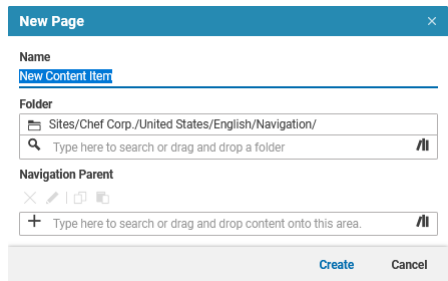 New Page
Name
New Content Item
Folder
Sites/Chef Corp./United States/English/Navigation/
Type here to search or drag and drop a folder
Navigation Parent
Type here to search or drag and drop content onto this area.
Create Cancel